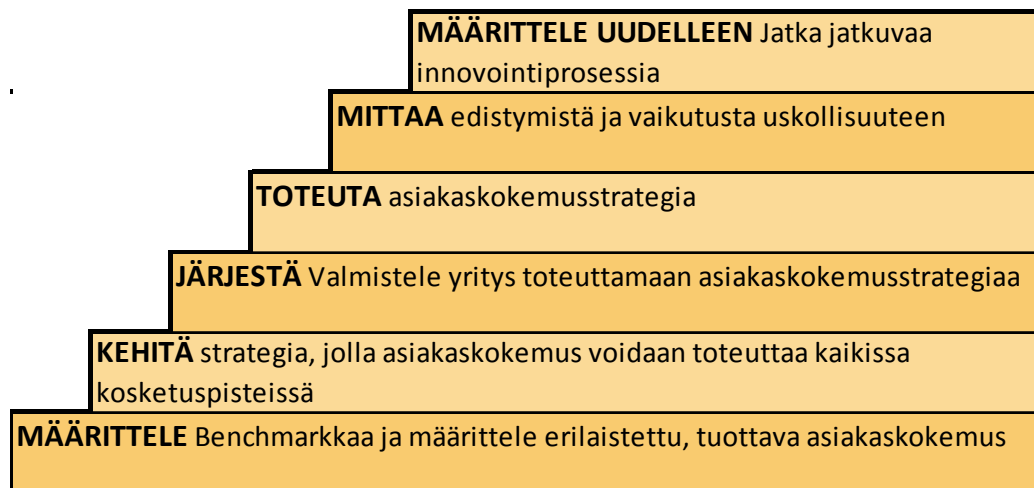 MÄÄRITTELE UUDELLEEN Jatka jatkuvaa
innovointiprosessia
MITTAA edistymistä ja vaikutusta uskollisuuteen
TOTEUTA asiakaskokemusstrategia
JÄRJESTÄ Valmistele yritys toteuttamaan asiakaskokemusstrategiaa
KEHITÄ strategia, jolla asiakaskokemus voidaan toteuttaa kaikissa
kosketuspisteissä
MÄÄRITTELE Benchmarkkaa ja määrittele erilaistettu, tuottava asiakaskokemus